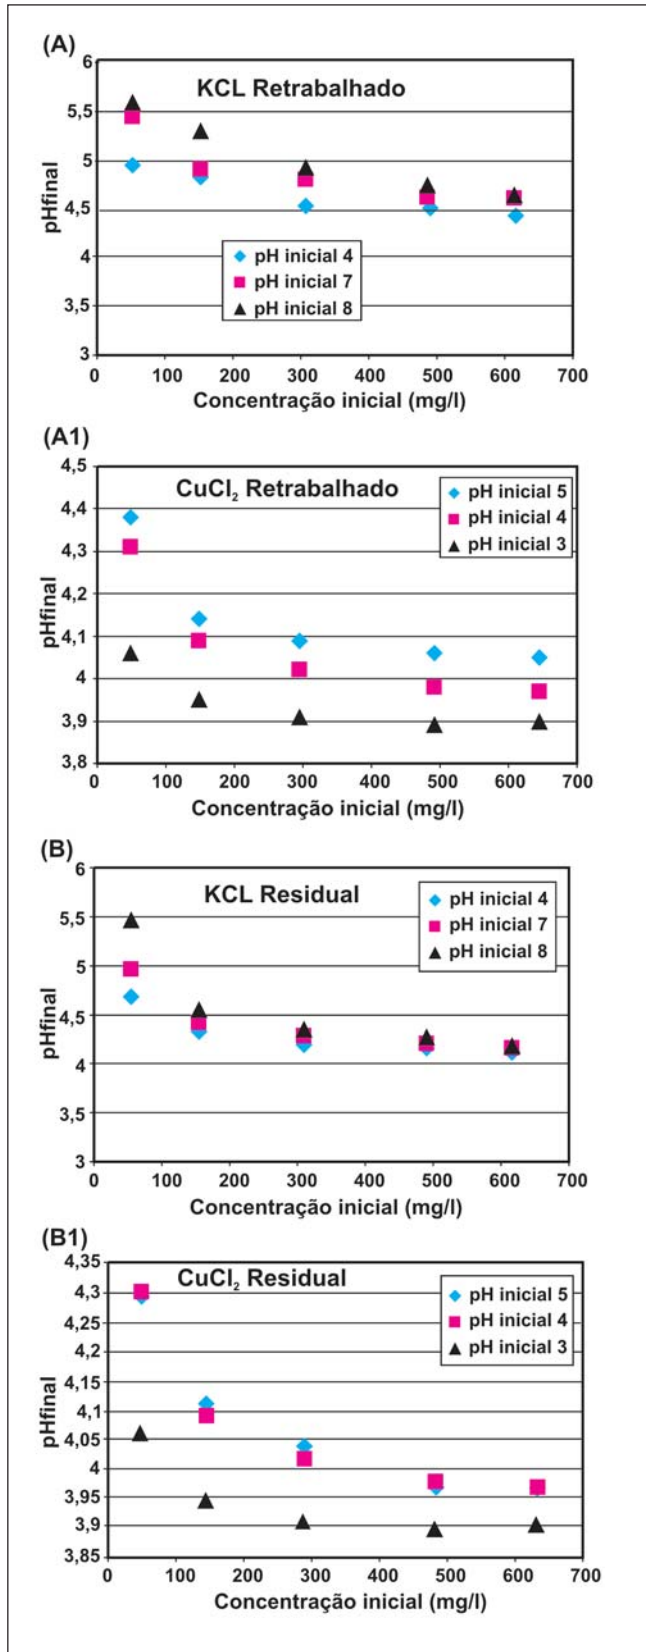 (A)
KCL Retrabalhado
pHfinal
6
5,5
5
4,5
4
3,5
3
pH inicial 4
pH inicial 7
pH inicial 8
0 100 200 300 400 500 600 700
Concentração inicial (mg/l)
(A1)
CuCl₂ Retrabalhado
pHfinal
4,5
4,4
4,3
4,2
4,1
4
3,9
3,8
pH inicial 5
pH inicial 4
pH inicial 3
0 100 200 300 400 500 600 700
Concentração inicial (mg/l)
(B)
KCL Residual
pHfinal
6
5,5
5
4,5
4
3,5
3
pH inicial 4
pH inicial 7
pH inicial 8
0 100 200 300 400 500 600 700
Concentração inicial (mg/l)
(B1)
CuCl₂ Residual
pHfinal
4,35
4,3
4,25
4,2
4,15
4,1
4,05
4
3,95
3,9
3,85
pH inicial 5
pH inicial 4
pH inicial 3
0 100 200 300 400 500 600 700
Concentração inicial (mg/l)